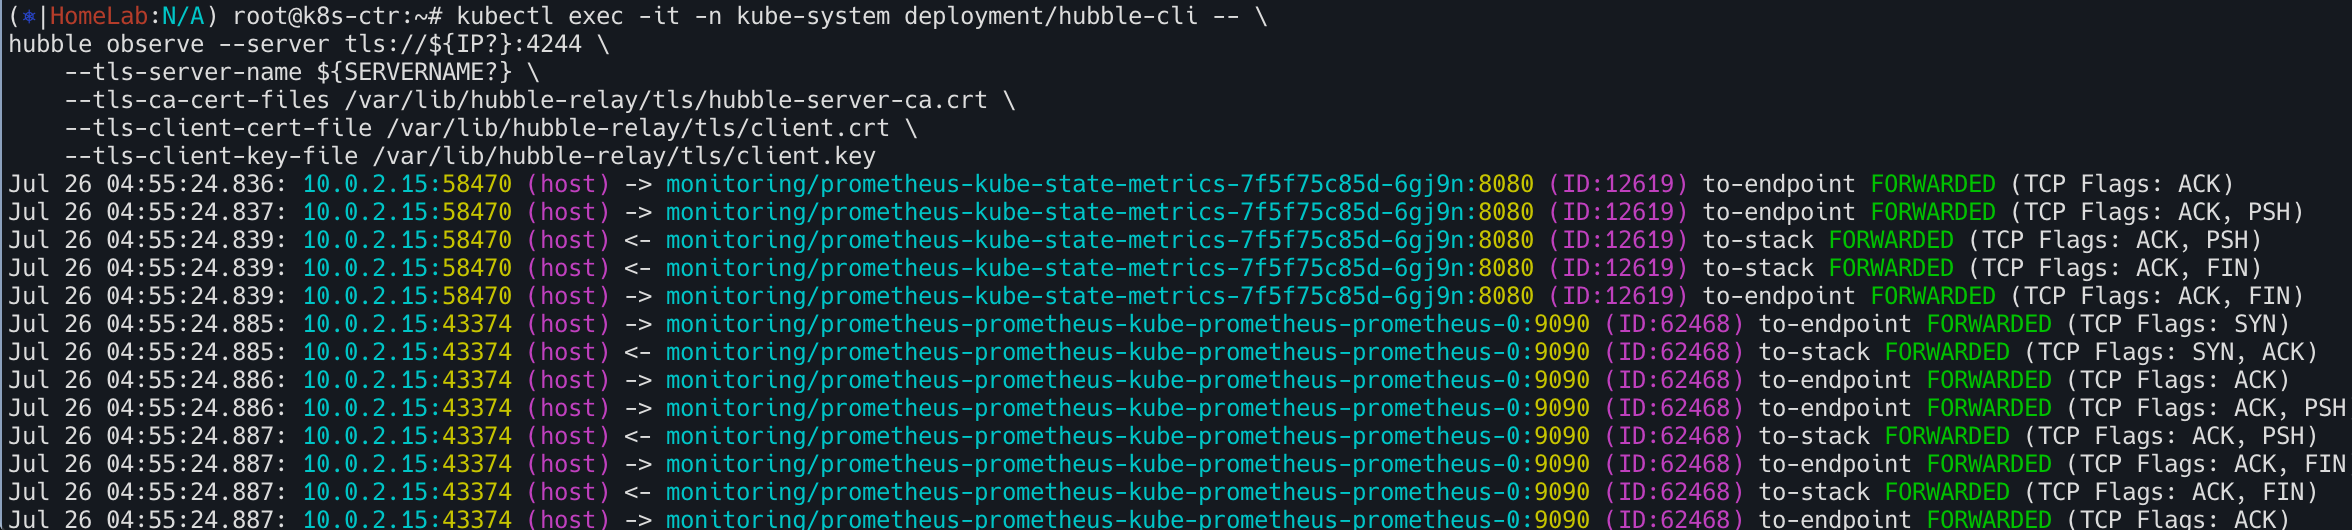 (⎈|HomeLab:N/A) root@k8s-ctr:~# kubectl exec -it -n kube-system deployment/hubble-cli -- \
hubble observe --server tls://${IP?}:4244 \
    --tls-server-name ${SERVERNAME?} \
    --tls-ca-cert-files /var/lib/hubble-relay/tls/hubble-server-ca.crt \
    --tls-client-cert-file /var/lib/hubble-relay/tls/client.crt \
    --tls-client-key-file /var/lib/hubble-relay/tls/client.key
Jul 26 04:55:24.836: 10.0.2.15:58470 (host) -> monitoring/prometheus-kube-state-metrics-7f5f75c85d-6gj9n:8080 (ID:12619) to-endpoint FORWARDED (TCP Flags: ACK)
Jul 26 04:55:24.837: 10.0.2.15:58470 (host) -> monitoring/prometheus-kube-state-metrics-7f5f75c85d-6gj9n:8080 (ID:12619) to-endpoint FORWARDED (TCP Flags: ACK, PSH)
Jul 26 04:55:24.839: 10.0.2.15:58470 (host) <- monitoring/prometheus-kube-state-metrics-7f5f75c85d-6gj9n:8080 (ID:12619) to-stack FORWARDED (TCP Flags: ACK, PSH)
Jul 26 04:55:24.839: 10.0.2.15:58470 (host) <- monitoring/prometheus-kube-state-metrics-7f5f75c85d-6gj9n:8080 (ID:12619) to-stack FORWARDED (TCP Flags: ACK, FIN)
Jul 26 04:55:24.839: 10.0.2.15:58470 (host) -> monitoring/prometheus-kube-state-metrics-7f5f75c85d-6gj9n:8080 (ID:12619) to-endpoint FORWARDED (TCP Flags: ACK, FIN)
Jul 26 04:55:24.885: 10.0.2.15:43374 (host) -> monitoring/prometheus-prometheus-kube-prometheus-prometheus-0:9090 (ID:62468) to-endpoint FORWARDED (TCP Flags: SYN)
Jul 26 04:55:24.885: 10.0.2.15:43374 (host) <- monitoring/prometheus-prometheus-kube-prometheus-prometheus-0:9090 (ID:62468) to-stack FORWARDED (TCP Flags: SYN, ACK)
Jul 26 04:55:24.886: 10.0.2.15:43374 (host) -> monitoring/prometheus-prometheus-kube-prometheus-prometheus-0:9090 (ID:62468) to-endpoint FORWARDED (TCP Flags: ACK)
Jul 26 04:55:24.886: 10.0.2.15:43374 (host) -> monitoring/prometheus-prometheus-kube-prometheus-prometheus-0:9090 (ID:62468) to-endpoint FORWARDED (TCP Flags: ACK, PSH
Jul 26 04:55:24.887: 10.0.2.15:43374 (host) <- monitoring/prometheus-prometheus-kube-prometheus-prometheus-0:9090 (ID:62468) to-stack FORWARDED (TCP Flags: ACK, PSH)
Jul 26 04:55:24.887: 10.0.2.15:43374 (host) -> monitoring/prometheus-prometheus-kube-prometheus-prometheus-0:9090 (ID:62468) to-endpoint FORWARDED (TCP Flags: ACK, FIN
Jul 26 04:55:24.887: 10.0.2.15:43374 (host) <- monitoring/prometheus-prometheus-kube-prometheus-prometheus-0:9090 (ID:62468) to-stack FORWARDED (TCP Flags: ACK, FIN)
Jul 26 04:55:24.887: 10.0.2.15:43374 (host) -> monitoring/prometheus-prometheus-kube-prometheus-prometheus-0:9090 (ID:62468) to-endpoint FORWARDED (TCP Flags: ACK)